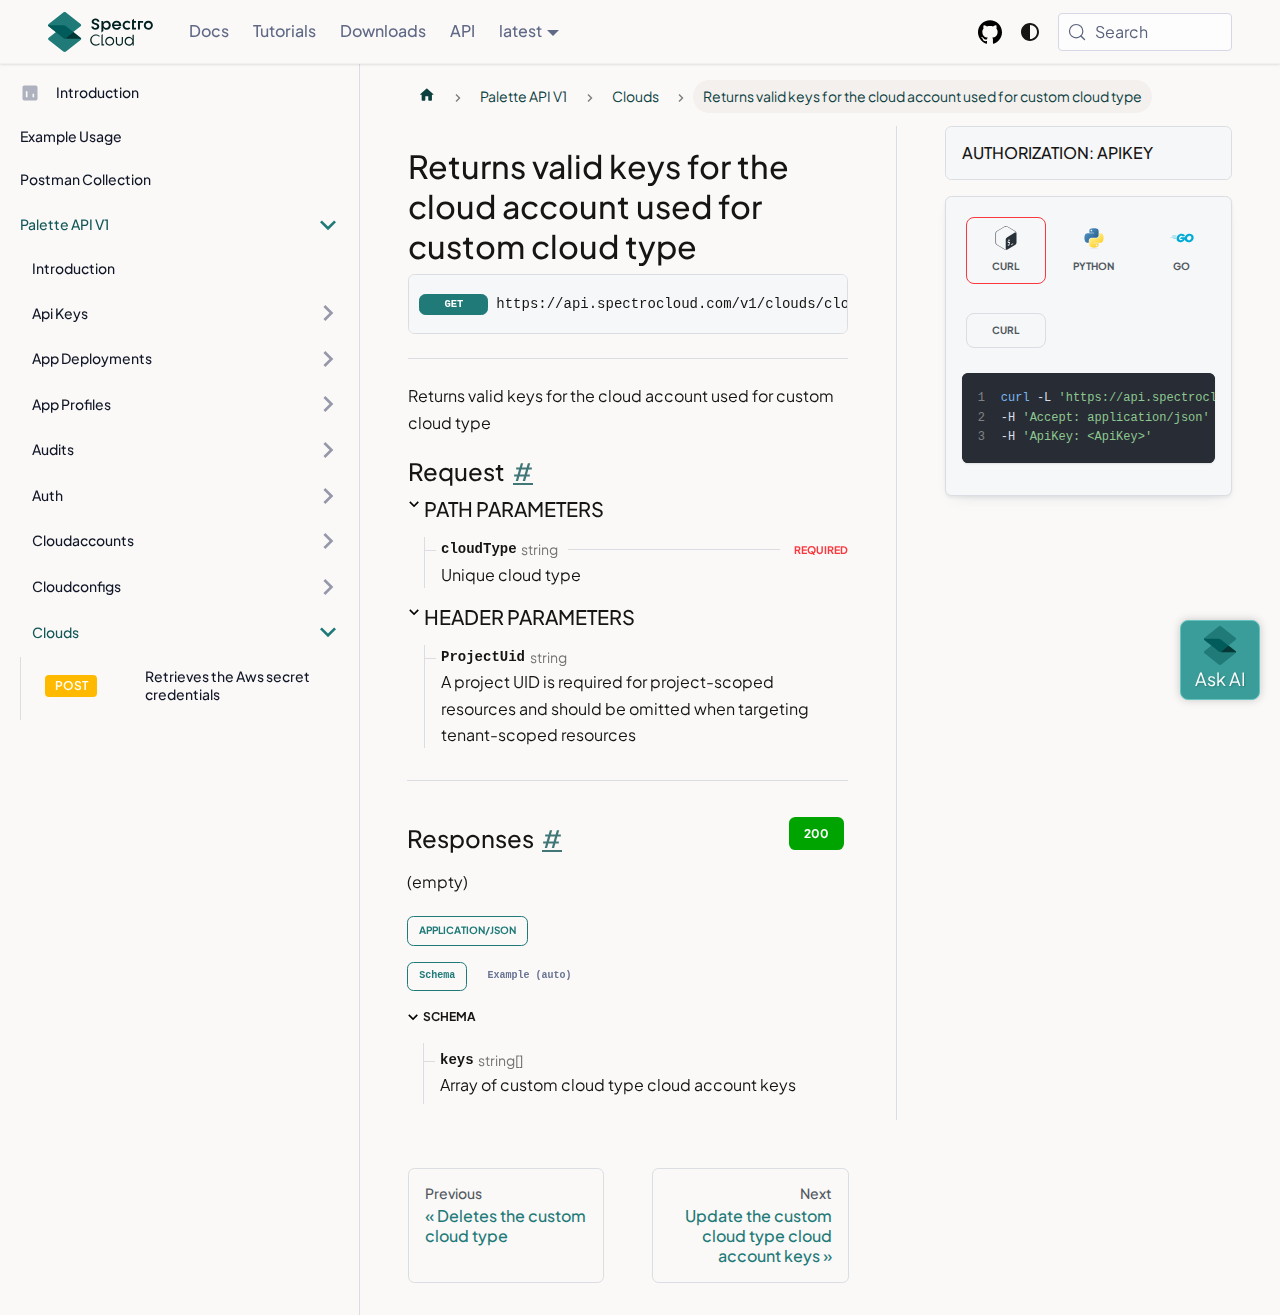 Spectro
Cloud
Docs
Tutorials
Downloads
API
latest
Search
Introduction
Example Usage
Postman Collection
Palette API V1
Introduction
Api Keys
App Deployments
App Profiles
Audits
Auth
Cloudaccounts
Cloudconfigs
Clouds
POST
Retrieves the Aws secret
credentials
Palette API V1
Clouds
Returns valid keys for the cloud account used for custom cloud type
Returns valid keys for the
cloud account used for
custom cloud type
GET https://api.spectrocloud.com/v1/clouds/clo
Returns valid keys for the cloud account used for custom
cloud type
Request #
PATH PARAMETERS
cloudType string REQUIRED
Unique cloud type
HEADER PARAMETERS
ProjectUid string
A project UID is required for project-scoped
resources and should be omitted when targeting
tenant-scoped resources
Responses #
200
(empty)
APPLICATION/JSON
Schema
Example (auto)
SCHEMA
keys string[]
Array of custom cloud type cloud account keys
Previous
« Deletes the custom
cloud type
Next
Update the custom
cloud type cloud
account keys »
AUTHORIZATION: APIKEY
CURL
PYTHON
GO
CURL
1 curl -L 'https://api.spectrocl
2 -H 'Accept: application/json'
3 -H 'ApiKey: <ApiKey>'
Ask AI